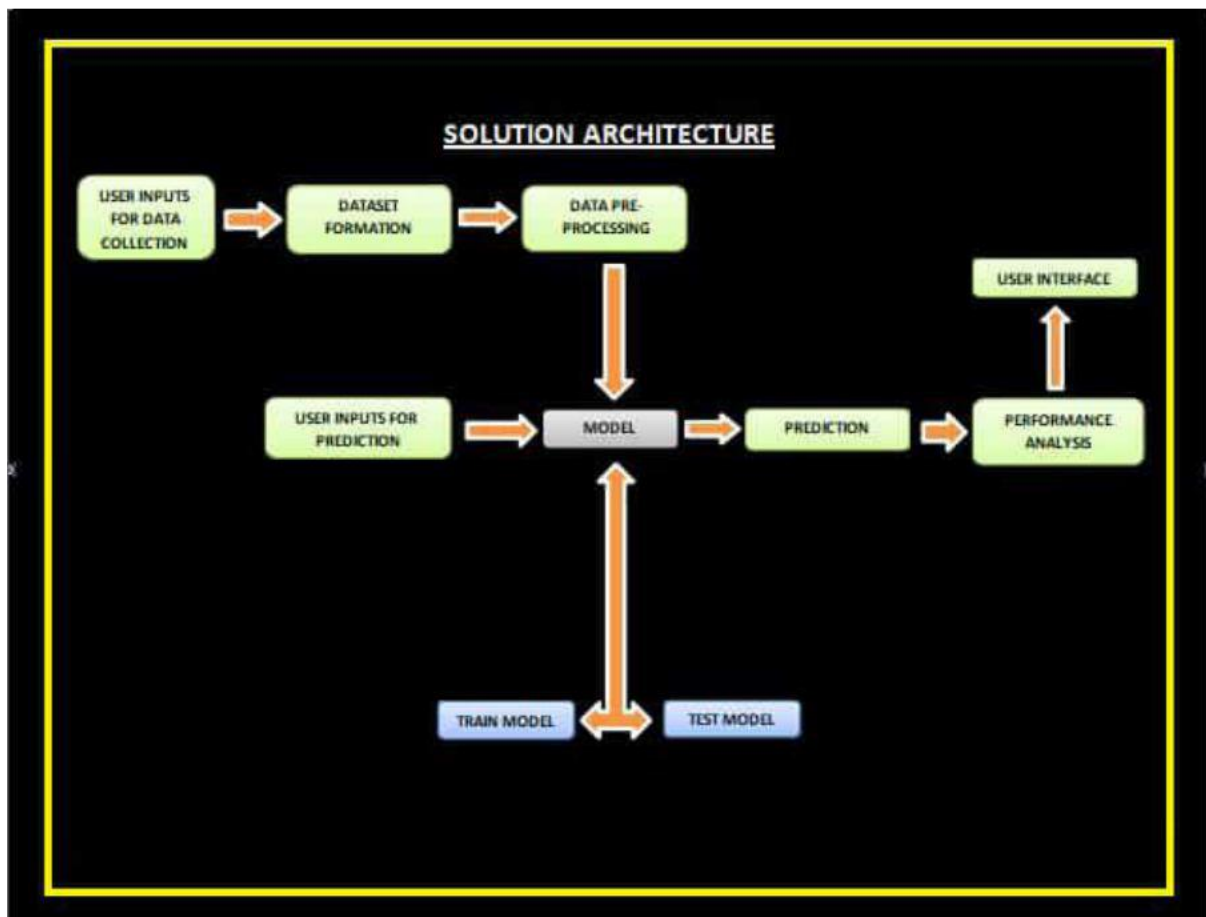 SOLUTION ARCHITECTURE
USER INPUTS
FOR DATA
COLLECTION
DATASET
FORMATION
DATA PRE-
PROCESSING
USER INTERFACE
USER INPUTS FOR
PREDICTION
MODEL
PREDICTION
PERFORMANCE
ANALYSIS
TRAIN MODEL
TEST MODEL